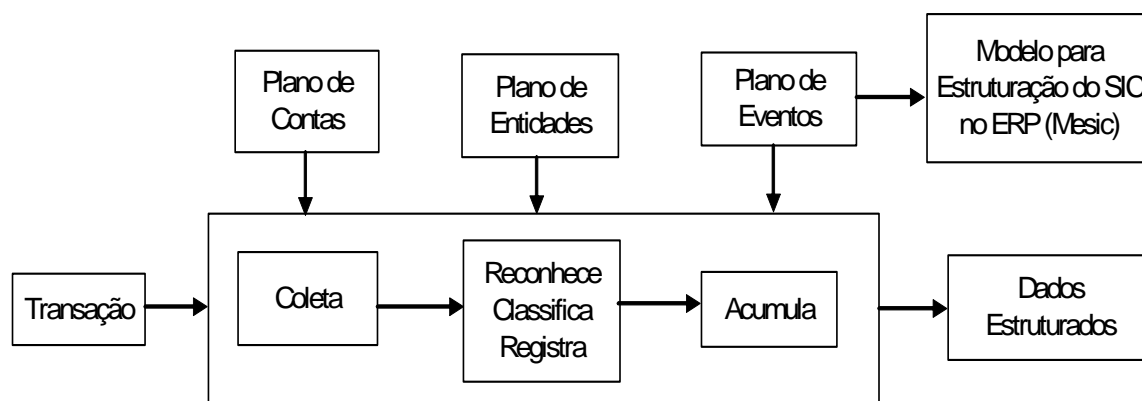 Plano de
Contas
Plano de
Entidades
Plano de
Eventos
Modelo para
Estruturação do SIC
no ERP (Mesic)
Transação
Coleta
Reconhece
Classifica
Registra
Acumula
Dados
Estruturados